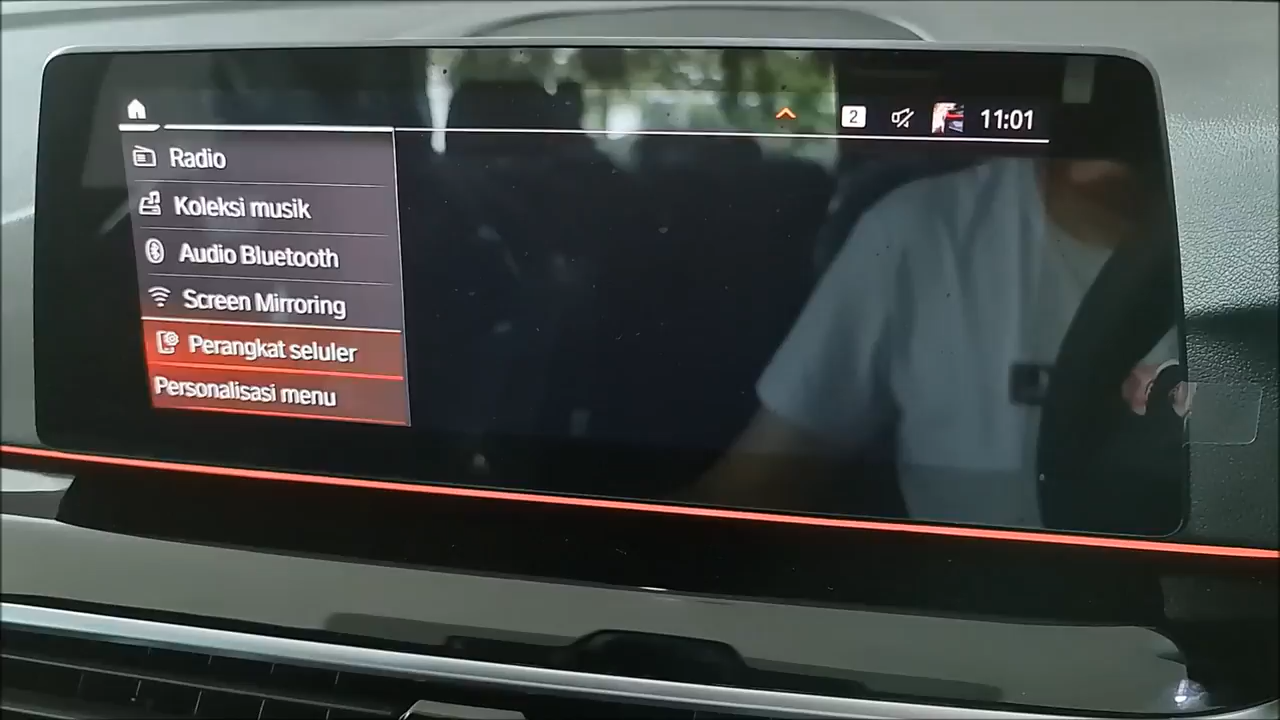 2
11:01
Radio
Koleksi musik
Audio Bluetooth
Screen Mirroring
Perangkat seluler
Personalisasi menu